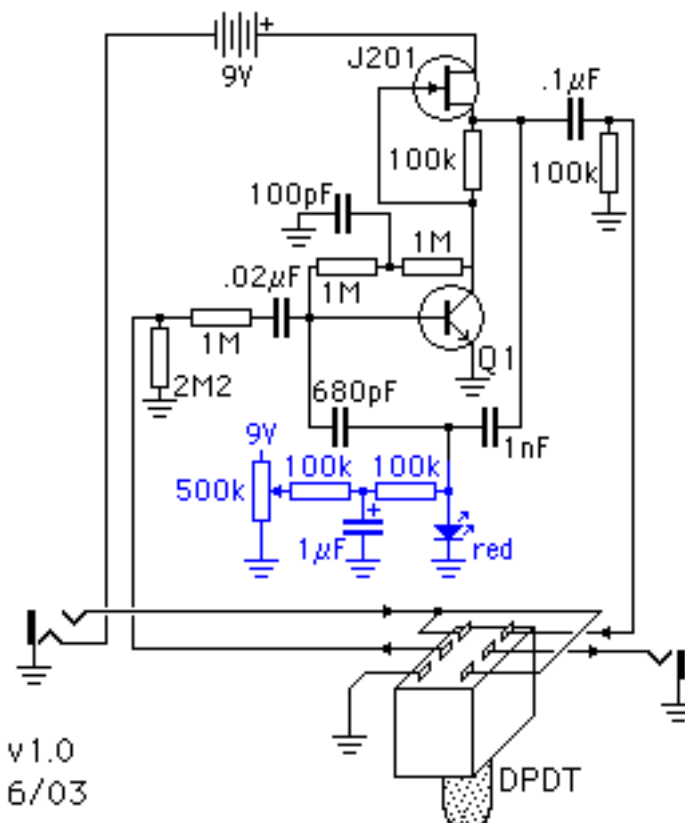 J201
9V
.1µF
100k
100k
100pF
1M
1M
.02µF
1M
Q1
2M2
680pF
1nF
9V
100k
100k
500k
1µF
red
v1.0
6/03
DPDT